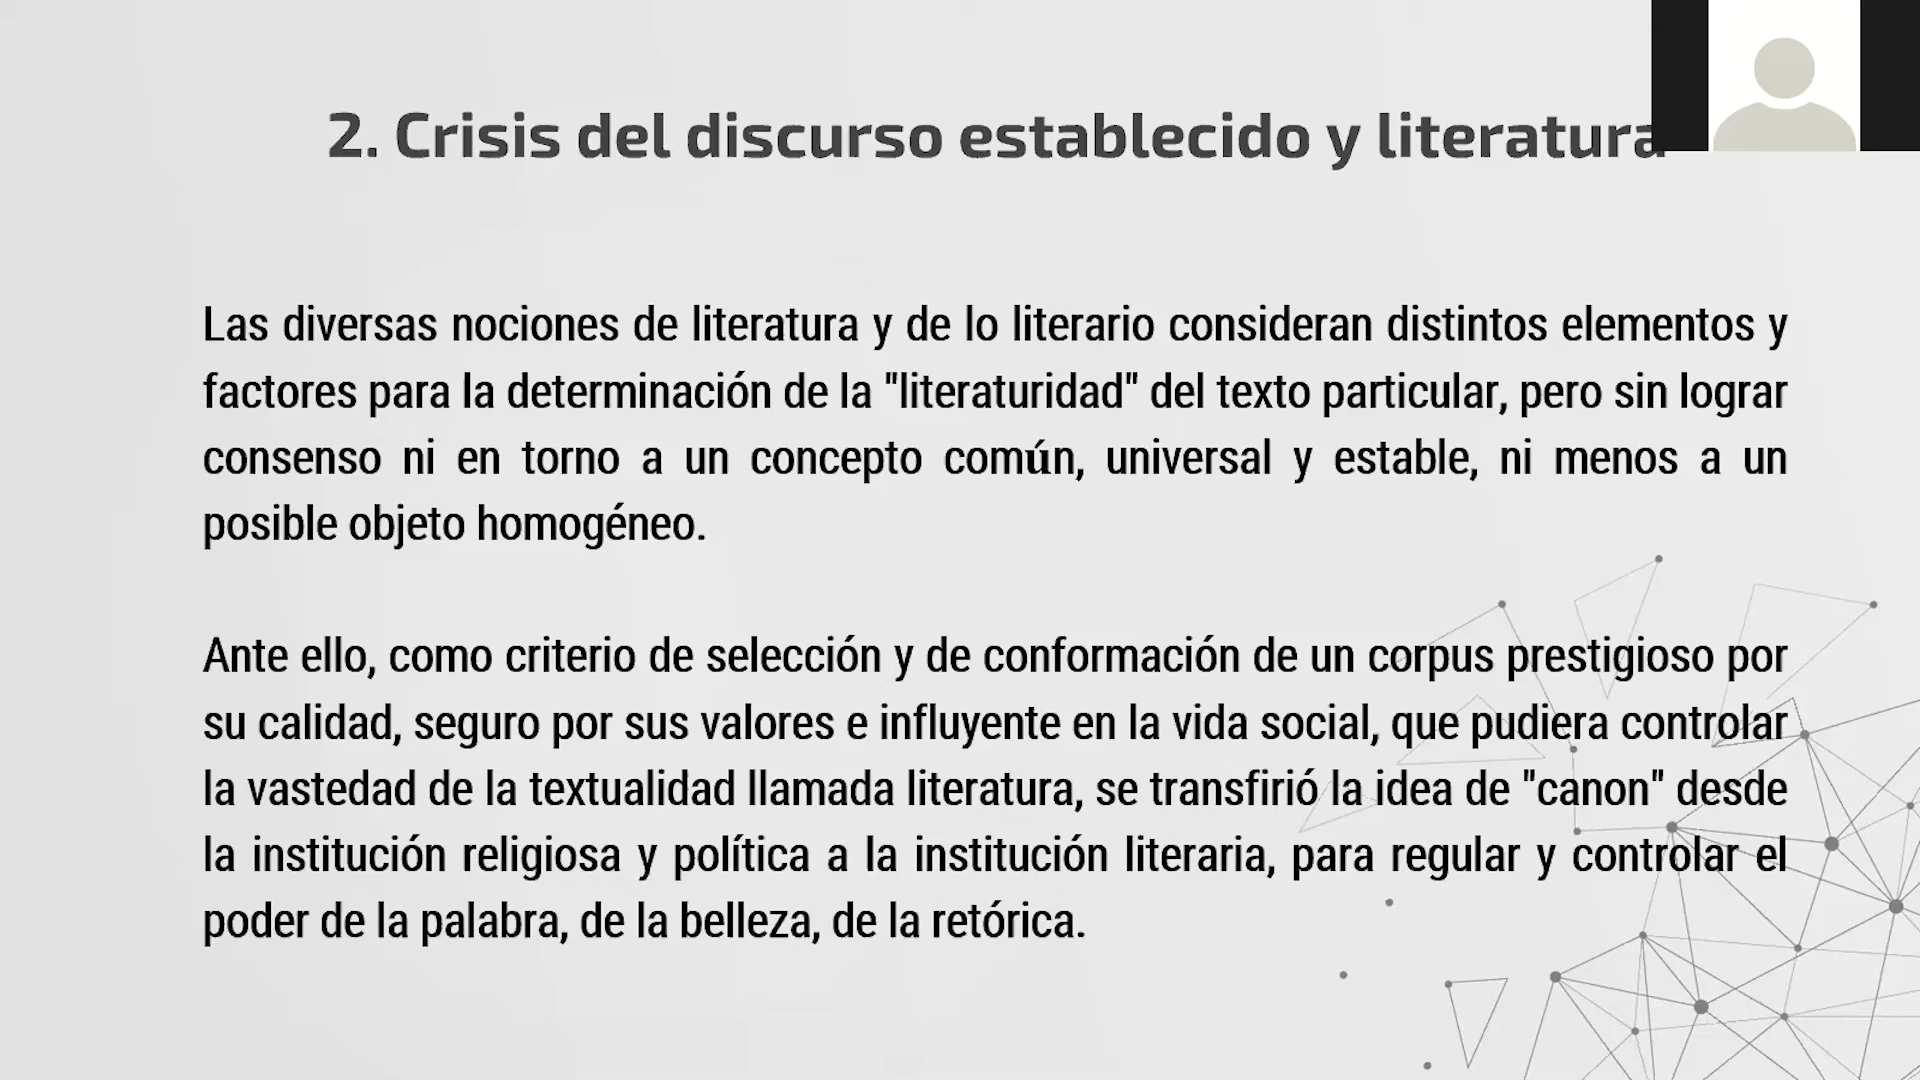 2. Crisis del discurso establecido y literatura
Las diversas nociones de literatura y de lo literario consideran distintos elementos y
factores para la determinación de la "literaturidad" del texto particular, pero sin lograr
consenso ni en torno a un concepto común, universal y estable, ni menos a un
posible objeto homogéneo.
Ante ello, como criterio de selección y de conformación de un corpus prestigioso por
su calidad, seguro por sus valores e influyente en la vida social, que pudiera controlar
la vastedad de la textualidad llamada literatura, se transfirió la idea de "canon" desde
la institución religiosa y política a la institución literaria, para regular y controlar el
poder de la palabra, de la belleza, de la retórica.